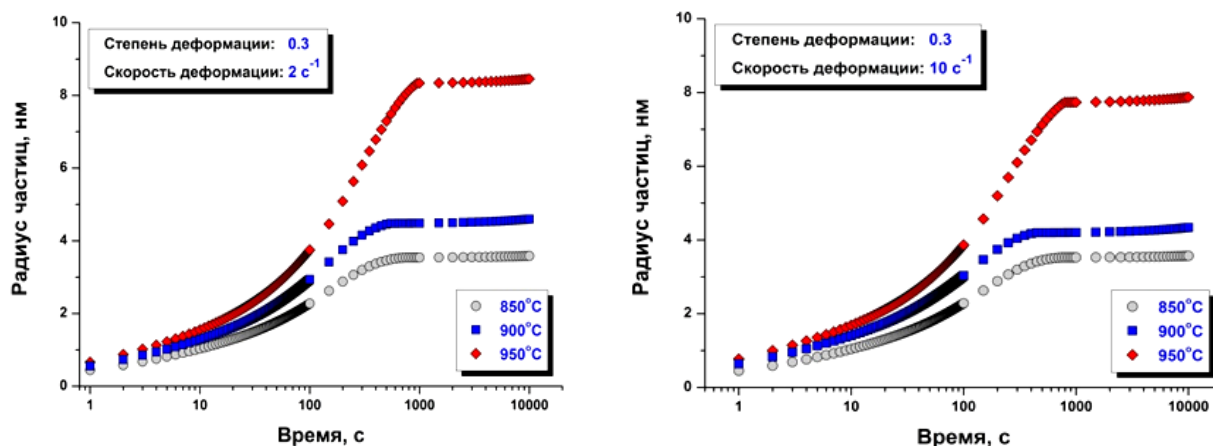 Степень деформации: 0.3
Скорость деформации: 2 с⁻¹
Радиус частиц, нм
10
8
6
4
2
0
850°C
900°C
950°C
1
10
100
1000
10000
Время, с
Степень деформации: 0.3
Скорость деформации: 10 с⁻¹
Радиус частиц, нм
10
8
6
4
2
0
850°C
900°C
950°C
1
10
100
1000
10000
Время, с